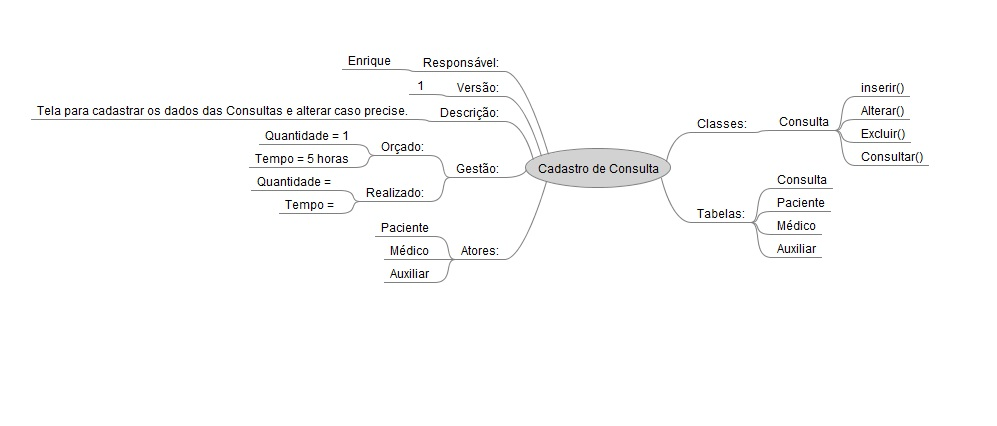 Cadastro de Consulta
Responsável:
Enrique
Versão:
1
Descrição:
Tela para cadastrar os dados das Consultas e alterar caso precise.
Gestão:
Orçado:
Quantidade = 1
Tempo = 5 horas
Realizado:
Quantidade =
Tempo =
Atores:
Paciente
Médico
Auxiliar
Classes:
Consulta
inserir()
Alterar()
Excluir()
Consultar()
Tabelas:
Consulta
Paciente
Médico
Auxiliar